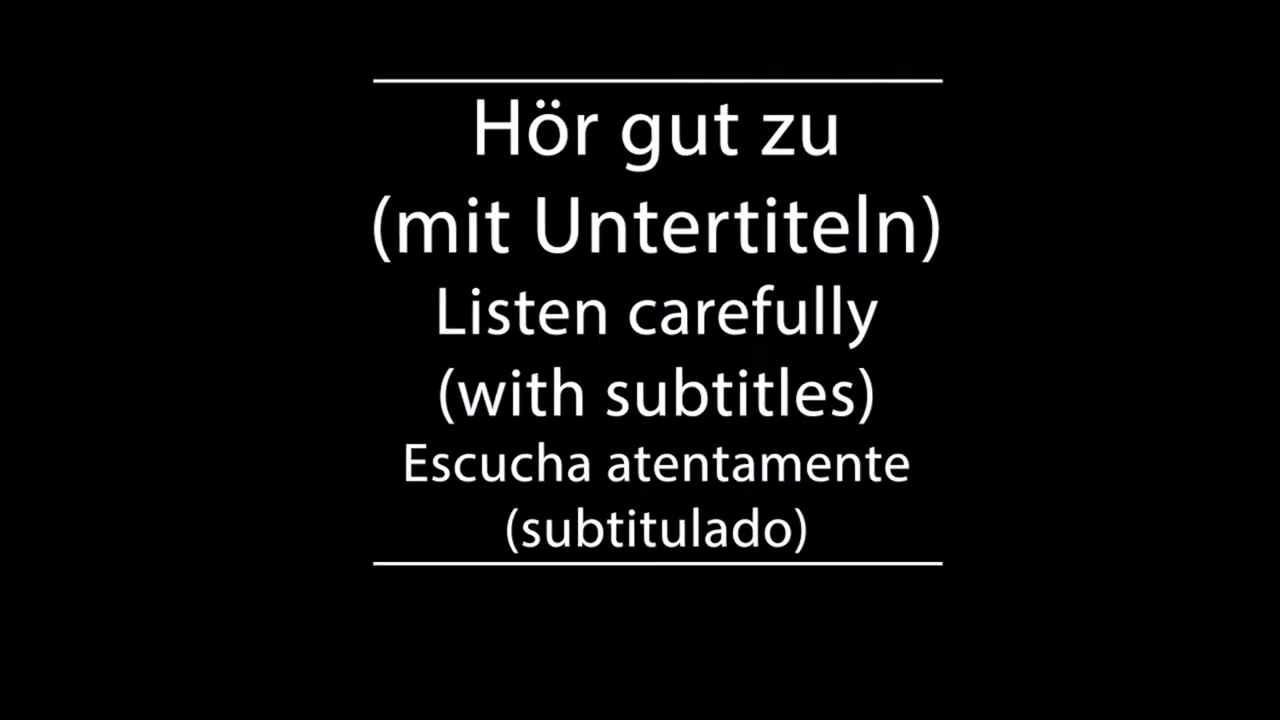 Hör gut zu
(mit Untertiteln)
Listen carefully
(with subtitles)
Escucha atentamente
(subtitulado)